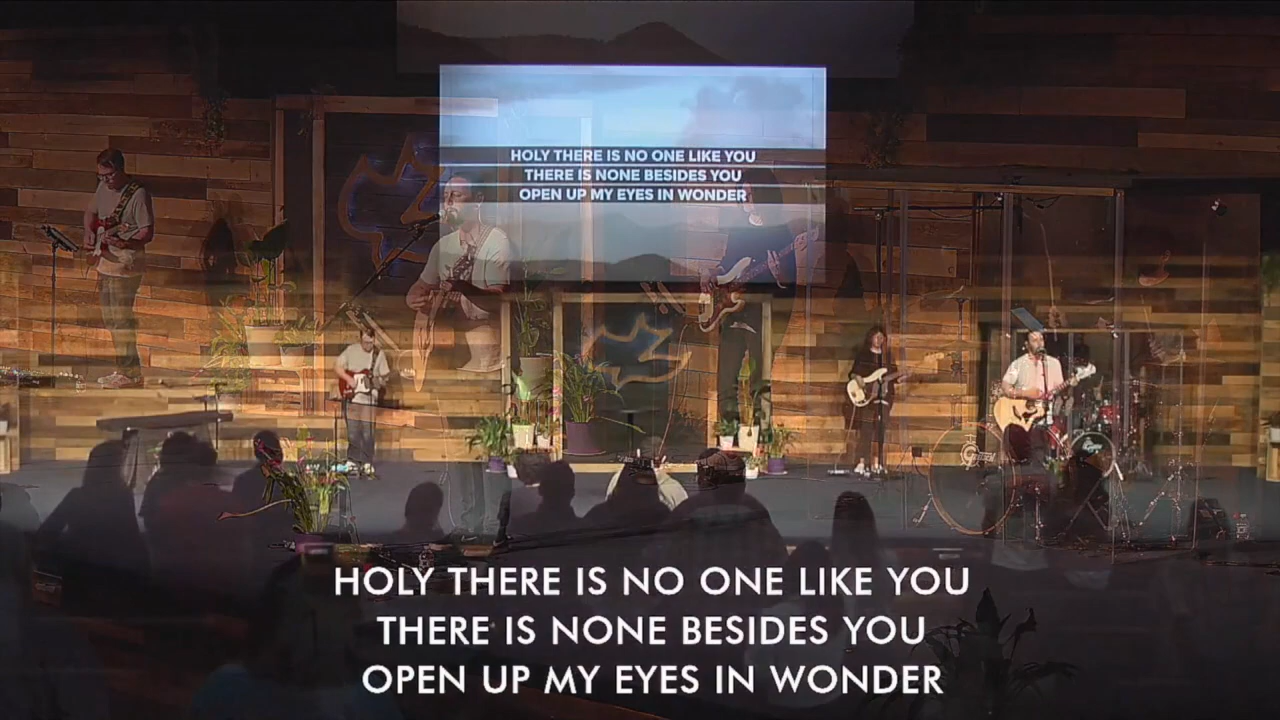 HOLY THERE IS NO ONE LIKE YOU
THERE IS NONE BESIDES YOU
OPEN UP MY EYES IN WONDER
HOLY THERE IS NO ONE LIKE YOU
THERE IS NONE BESIDES YOU
OPEN UP MY EYES IN WONDER